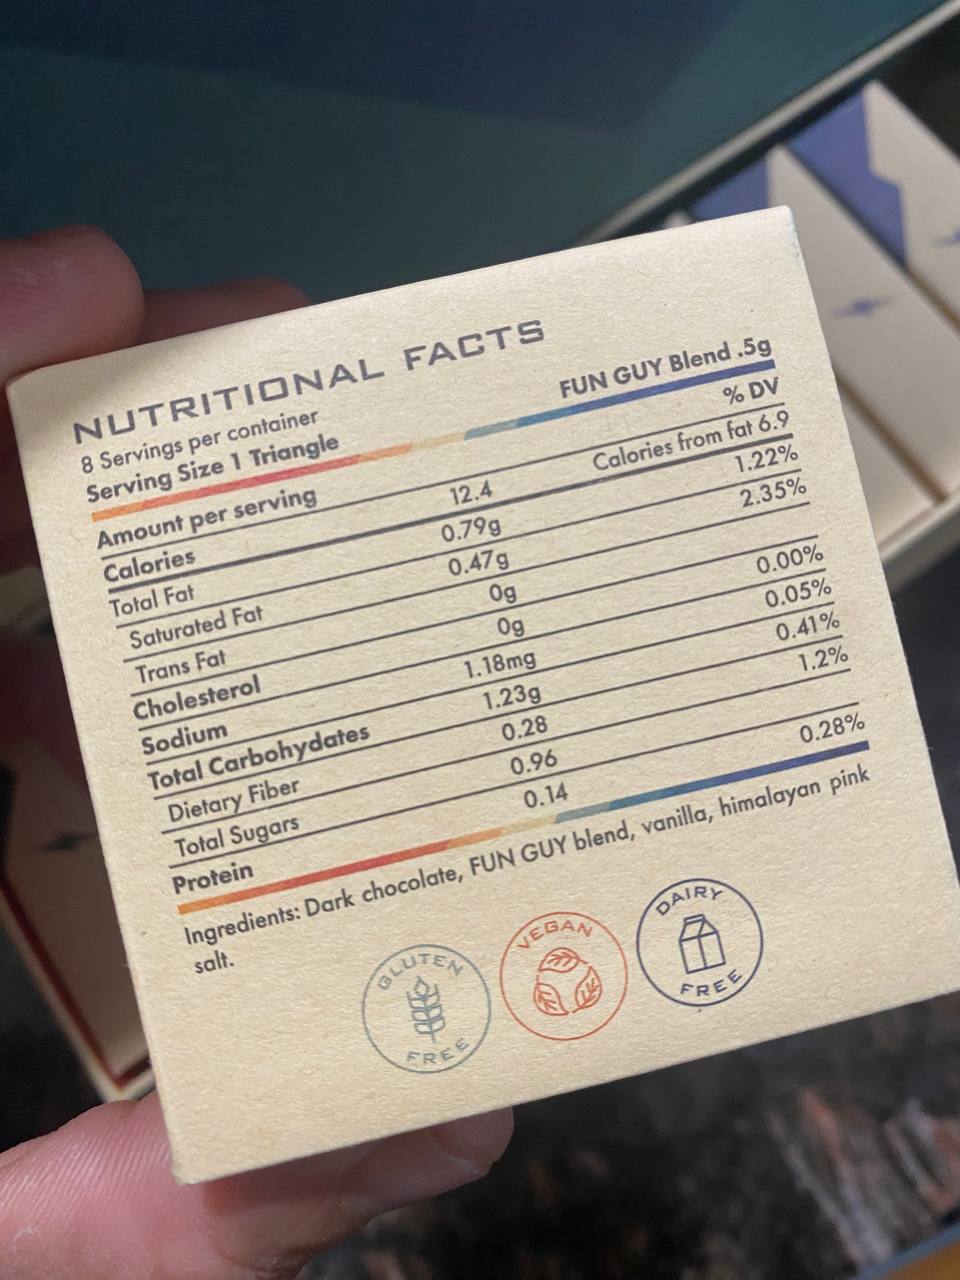 NUTRITIONAL FACTS
8 Servings per container
Serving Size 1 Triangle FUN GUY Blend .5g
Amount per serving % DV
Calories 12.4 Calories from fat 6.9
Total Fat 0.79g 1.22%
Saturated Fat 0.47g 2.35%
Trans Fat 0g
Cholesterol 0g 0.00%
Sodium 1.18mg 0.05%
Total Carbohydates 1.23g 0.41%
Dietary Fiber 0.28 1.2%
Total Sugars 0.96
Protein 0.14 0.28%
Ingredients: Dark chocolate, FUN GUY blend, vanilla, himalayan pink
salt.
GLUTEN
FREE
VEGAN
DAIRY
FREE